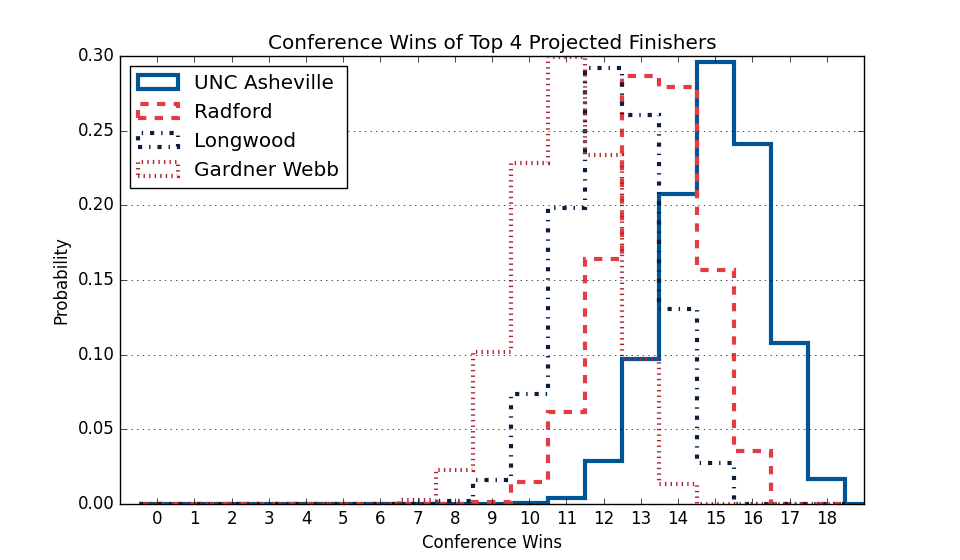 Conference Wins of Top 4 Projected Finishers
0.30
0.25
0.20
0.15
0.10
0.05
0.00
Probability
UNC Asheville
Radford
Longwood
Gardner Webb
0 1 2 3 4 5 6 7 8 9 10 11 12 13 14 15 16 17 18
Conference Wins